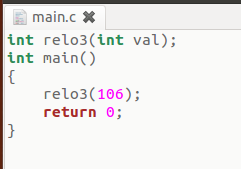 main.c
int relo3(int val);
int main()
{
    relo3(106);
    return 0;
}